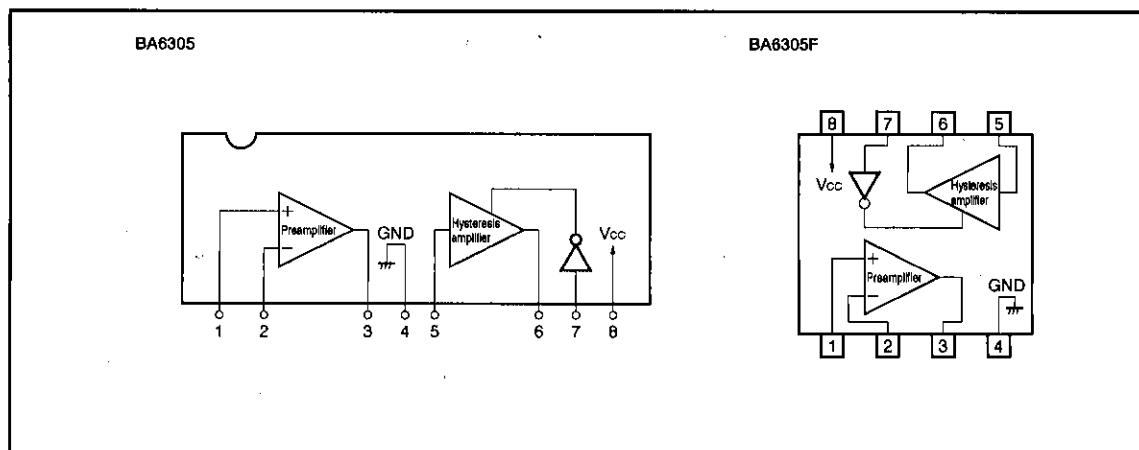 BA6305
BA6305F
+
Preamplifier
−
GND
Hysteresis
amplifier
Vcc
1 2 3 4 5 6 7 8
8 7 6 5
Vcc
Hysteresis
amplifier
+
Preamplifier
−
GND
1 2 3 4